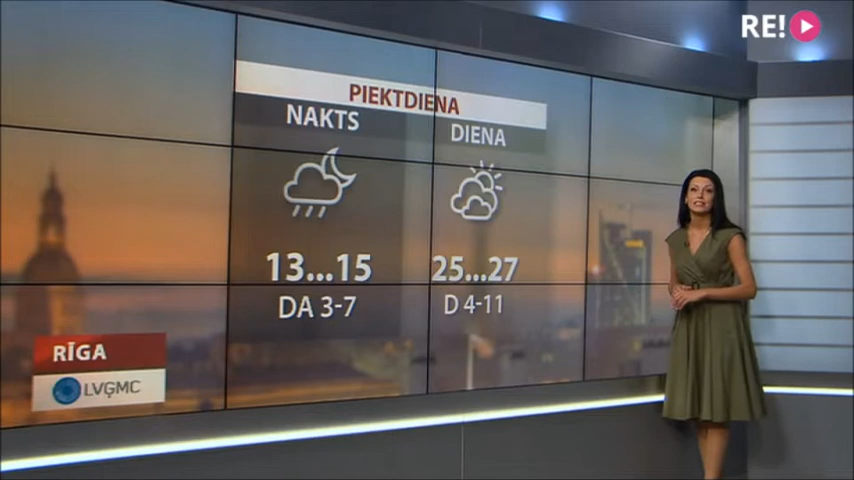 RE!
PIEKTDIENA
NAKTS DIENA
13...15 25...27
DA 3-7 D 4-11
RĪGA
LVĢMC